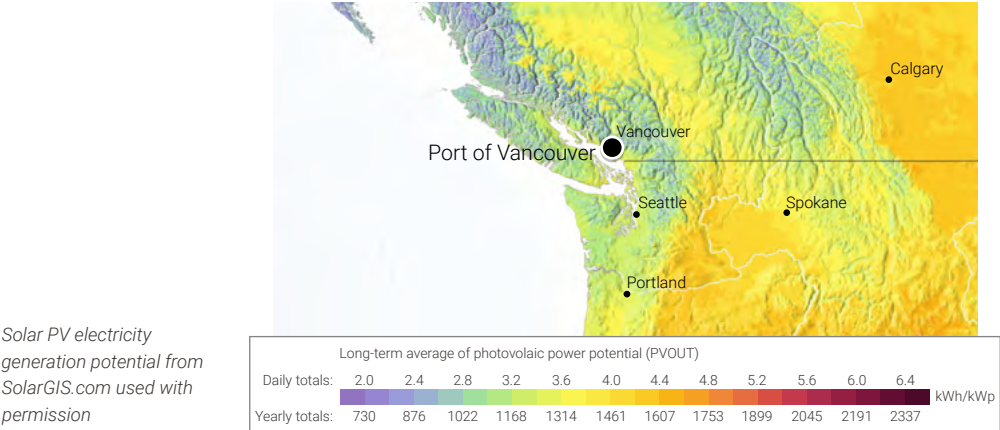 Calgary
Vancouver
Port of Vancouver
Seattle
Spokane
Portland
Solar PV electricity
generation potential from
SolarGIS.com used with
permission
Long-term average of photovolaic power potential (PVOUT)
Daily totals: 2.0 2.4 2.8 3.2 3.6 4.0 4.4 4.8 5.2 5.6 6.0 6.4
kWh/kWp
Yearly totals: 730 876 1022 1168 1314 1461 1607 1753 1899 2045 2191 2337